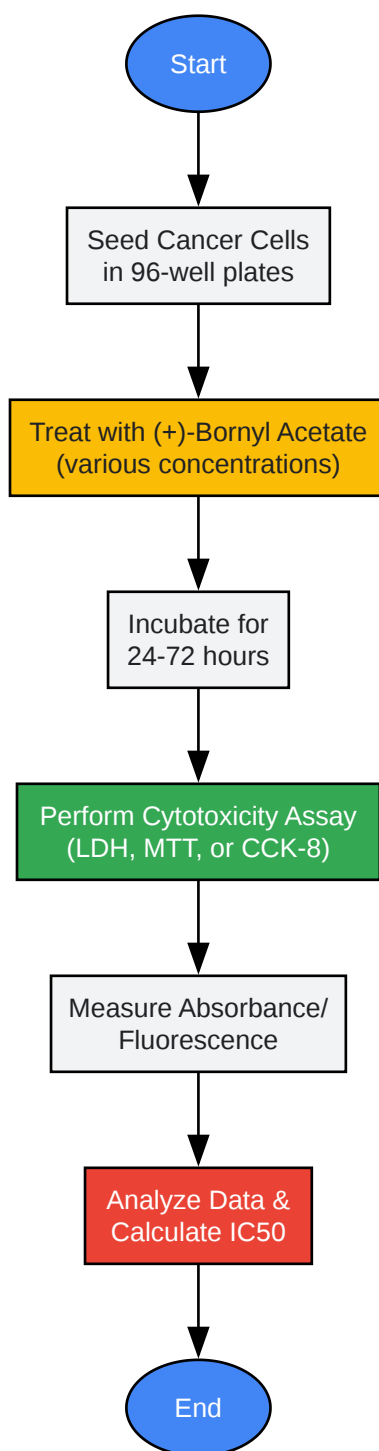 Start
Seed Cancer Cells
in 96-well plates
Treat with (+)-Bornyl Acetate
(various concentrations)
Incubate for
24-72 hours
Perform Cytotoxicity Assay
(LDH, MTT, or CCK-8)
Measure Absorbance/
Fluorescence
Analyze Data &
Calculate IC50
End